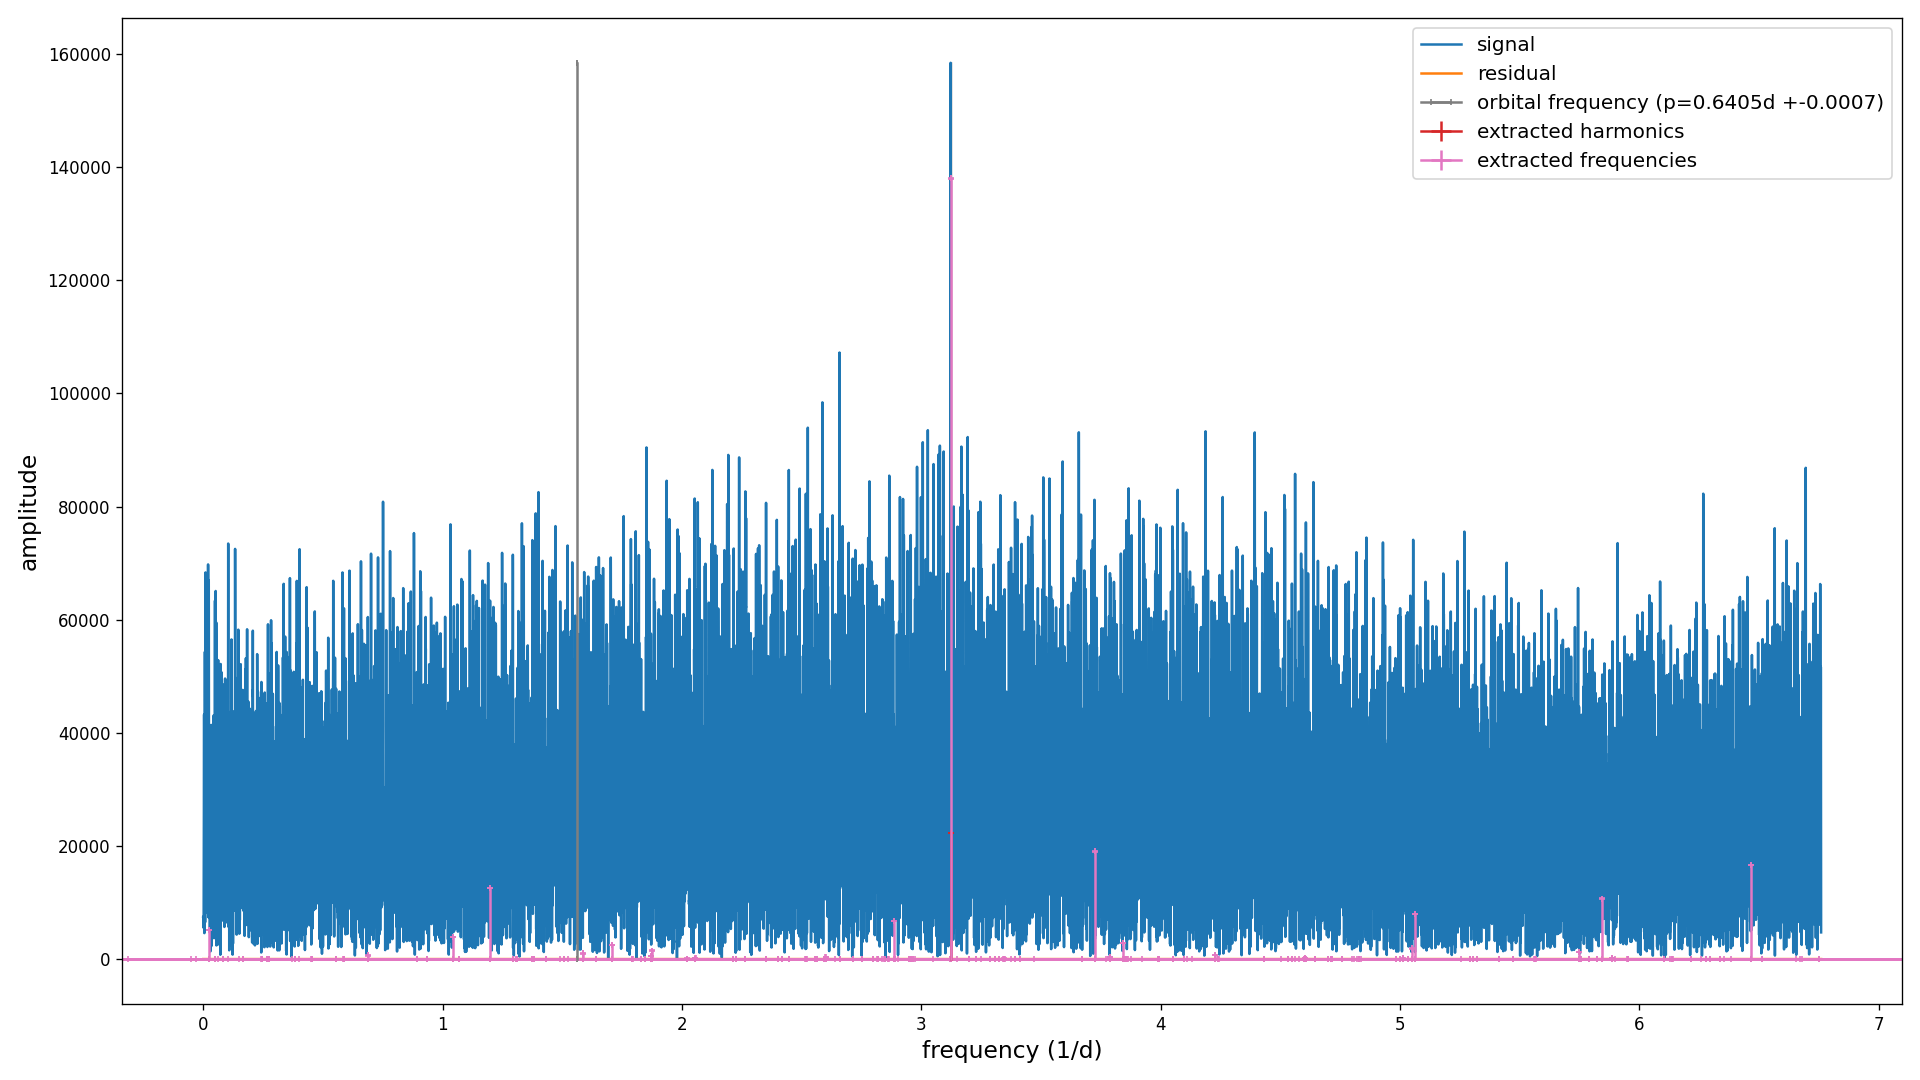 160000
140000
120000
100000
80000
60000
40000
20000
0
amplitude
signal
residual
orbital frequency (p=0.6405d +-0.0007)
extracted harmonics
extracted frequencies
0 1 2 3 4 5 6 7
frequency (1/d)